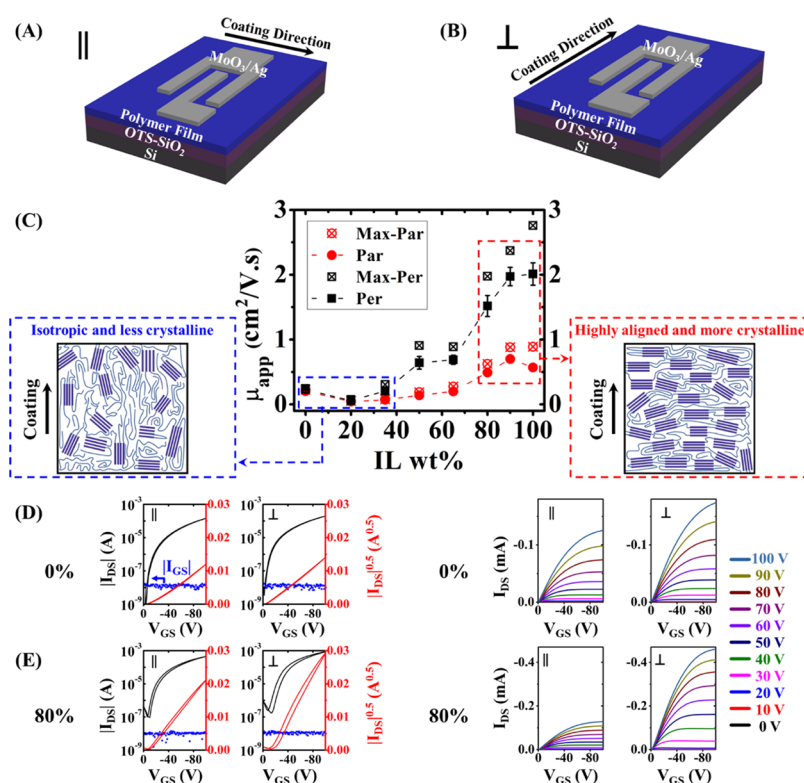 (A)
||
Coating Direction
MoO₃/Ag
Polymer Film
OTS-SiO₂
Si
(B)
⊥
Coating Direction
MoO₃/Ag
Polymer Film
OTS-SiO₂
Si
(C)
μapp (cm²/V.s)
3
2
1
0
Max-Par
Par
Max-Per
Per
3
2
1
0
0 20 40 60 80 100
IL wt%
Isotropic and less crystalline
Coating
Highly aligned and more crystalline
Coating
(D)
0%
|IDS| (A)
10⁻³
10⁻⁵
10⁻⁷
10⁻⁹
||
|IGS|
⊥
0.03
0.02
0.01
0.00
|IDS|⁰·⁵ (A⁰·⁵)
0 -40 -80
VGS (V)
0 -40 -80
VGS (V)
0%
IDS (mA)
-0.1
0.0
||
⊥
0 -40 -80
VGS (V)
0 -40 -80
VGS (V)
(E)
80%
|IDS| (A)
10⁻³
10⁻⁵
10⁻⁷
10⁻⁹
||
⊥
0.03
0.02
0.01
0.00
|IDS|⁰·⁵ (A⁰·⁵)
0 -40 -80
VGS (V)
0 -40 -80
VGS (V)
80%
IDS (mA)
-0.4
-0.2
0.0
||
⊥
0 -40 -80
VGS (V)
0 -40 -80
VGS (V)
100 V
90 V
80 V
70 V
60 V
50 V
40 V
30 V
20 V
10 V
0 V